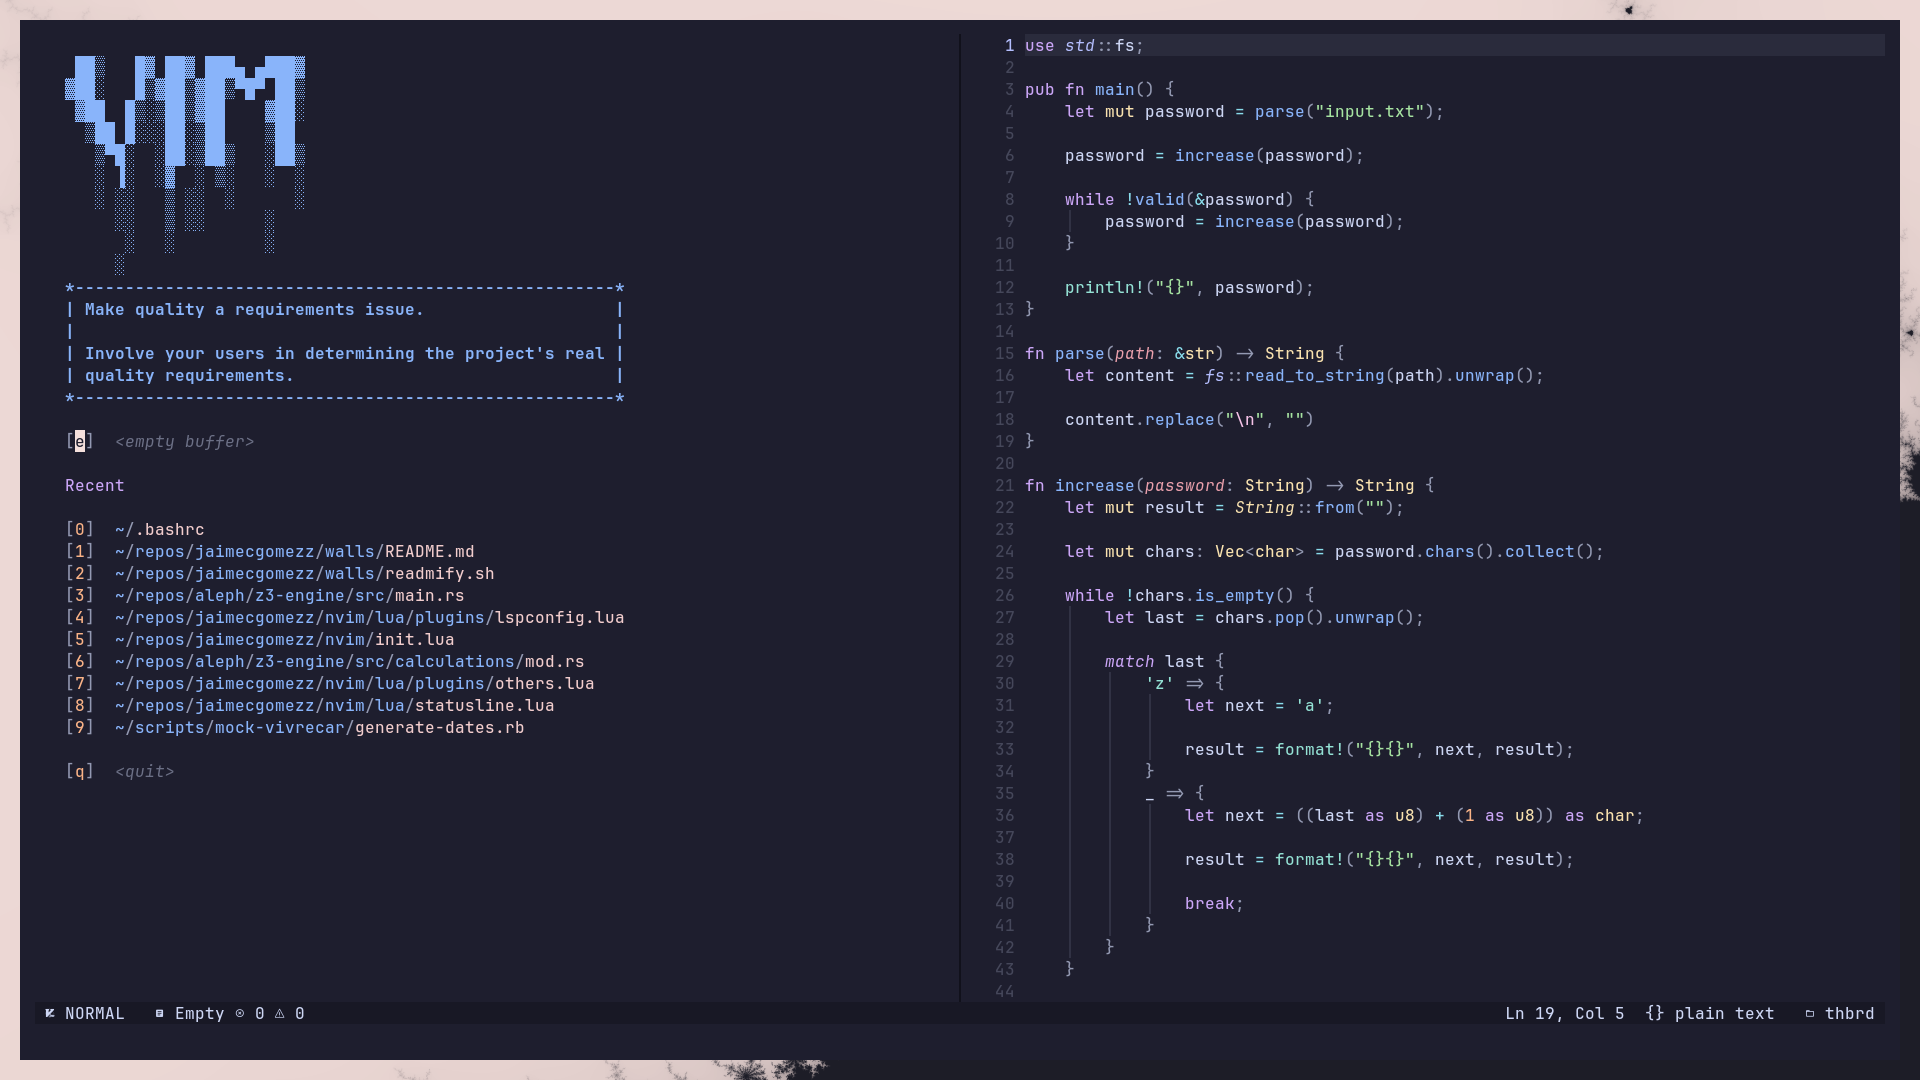 *------------------------------------------------------*
| Make quality a requirements issue. |
| |
| Involve your users in determining the project's real |
| quality requirements. |
*------------------------------------------------------*
[e] <empty buffer>
Recent
[0] ~/.bashrc
[1] ~/repos/jaimecgomezz/walls/README.md
[2] ~/repos/jaimecgomezz/walls/readmify.sh
[3] ~/repos/aleph/z3-engine/src/main.rs
[4] ~/repos/jaimecgomezz/nvim/lua/plugins/lspconfig.lua
[5] ~/repos/jaimecgomezz/nvim/init.lua
[6] ~/repos/aleph/z3-engine/src/calculations/mod.rs
[7] ~/repos/jaimecgomezz/nvim/lua/plugins/others.lua
[8] ~/repos/jaimecgomezz/nvim/lua/statusline.lua
[9] ~/scripts/mock-vivrecar/generate-dates.rb
[q] <quit>
1 use std::fs;
2
3 pub fn main() {
4     let mut password = parse("input.txt");
5
6     password = increase(password);
7
8     while !valid(&password) {
9         password = increase(password);
10     }
11
12     println!("{}", password);
13 }
14
15 fn parse(path: &str) -> String {
16     let content = fs::read_to_string(path).unwrap();
17
18     content.replace("\n", "")
19 }
20
21 fn increase(password: String) -> String {
22     let mut result = String::from("");
23
24     let mut chars: Vec<char> = password.chars().collect();
25
26     while !chars.is_empty() {
27         let last = chars.pop().unwrap();
28
29         match last {
30             'z' => {
31                 let next = 'a';
32
33                 result = format!("{}{}", next, result);
34             }
35             _ => {
36                 let next = ((last as u8) + (1 as u8)) as char;
37
38                 result = format!("{}{}", next, result);
39
40                 break;
41             }
42         }
43     }
44
NORMAL Empty 0 0 Ln 19, Col 5 {} plain text thbrd